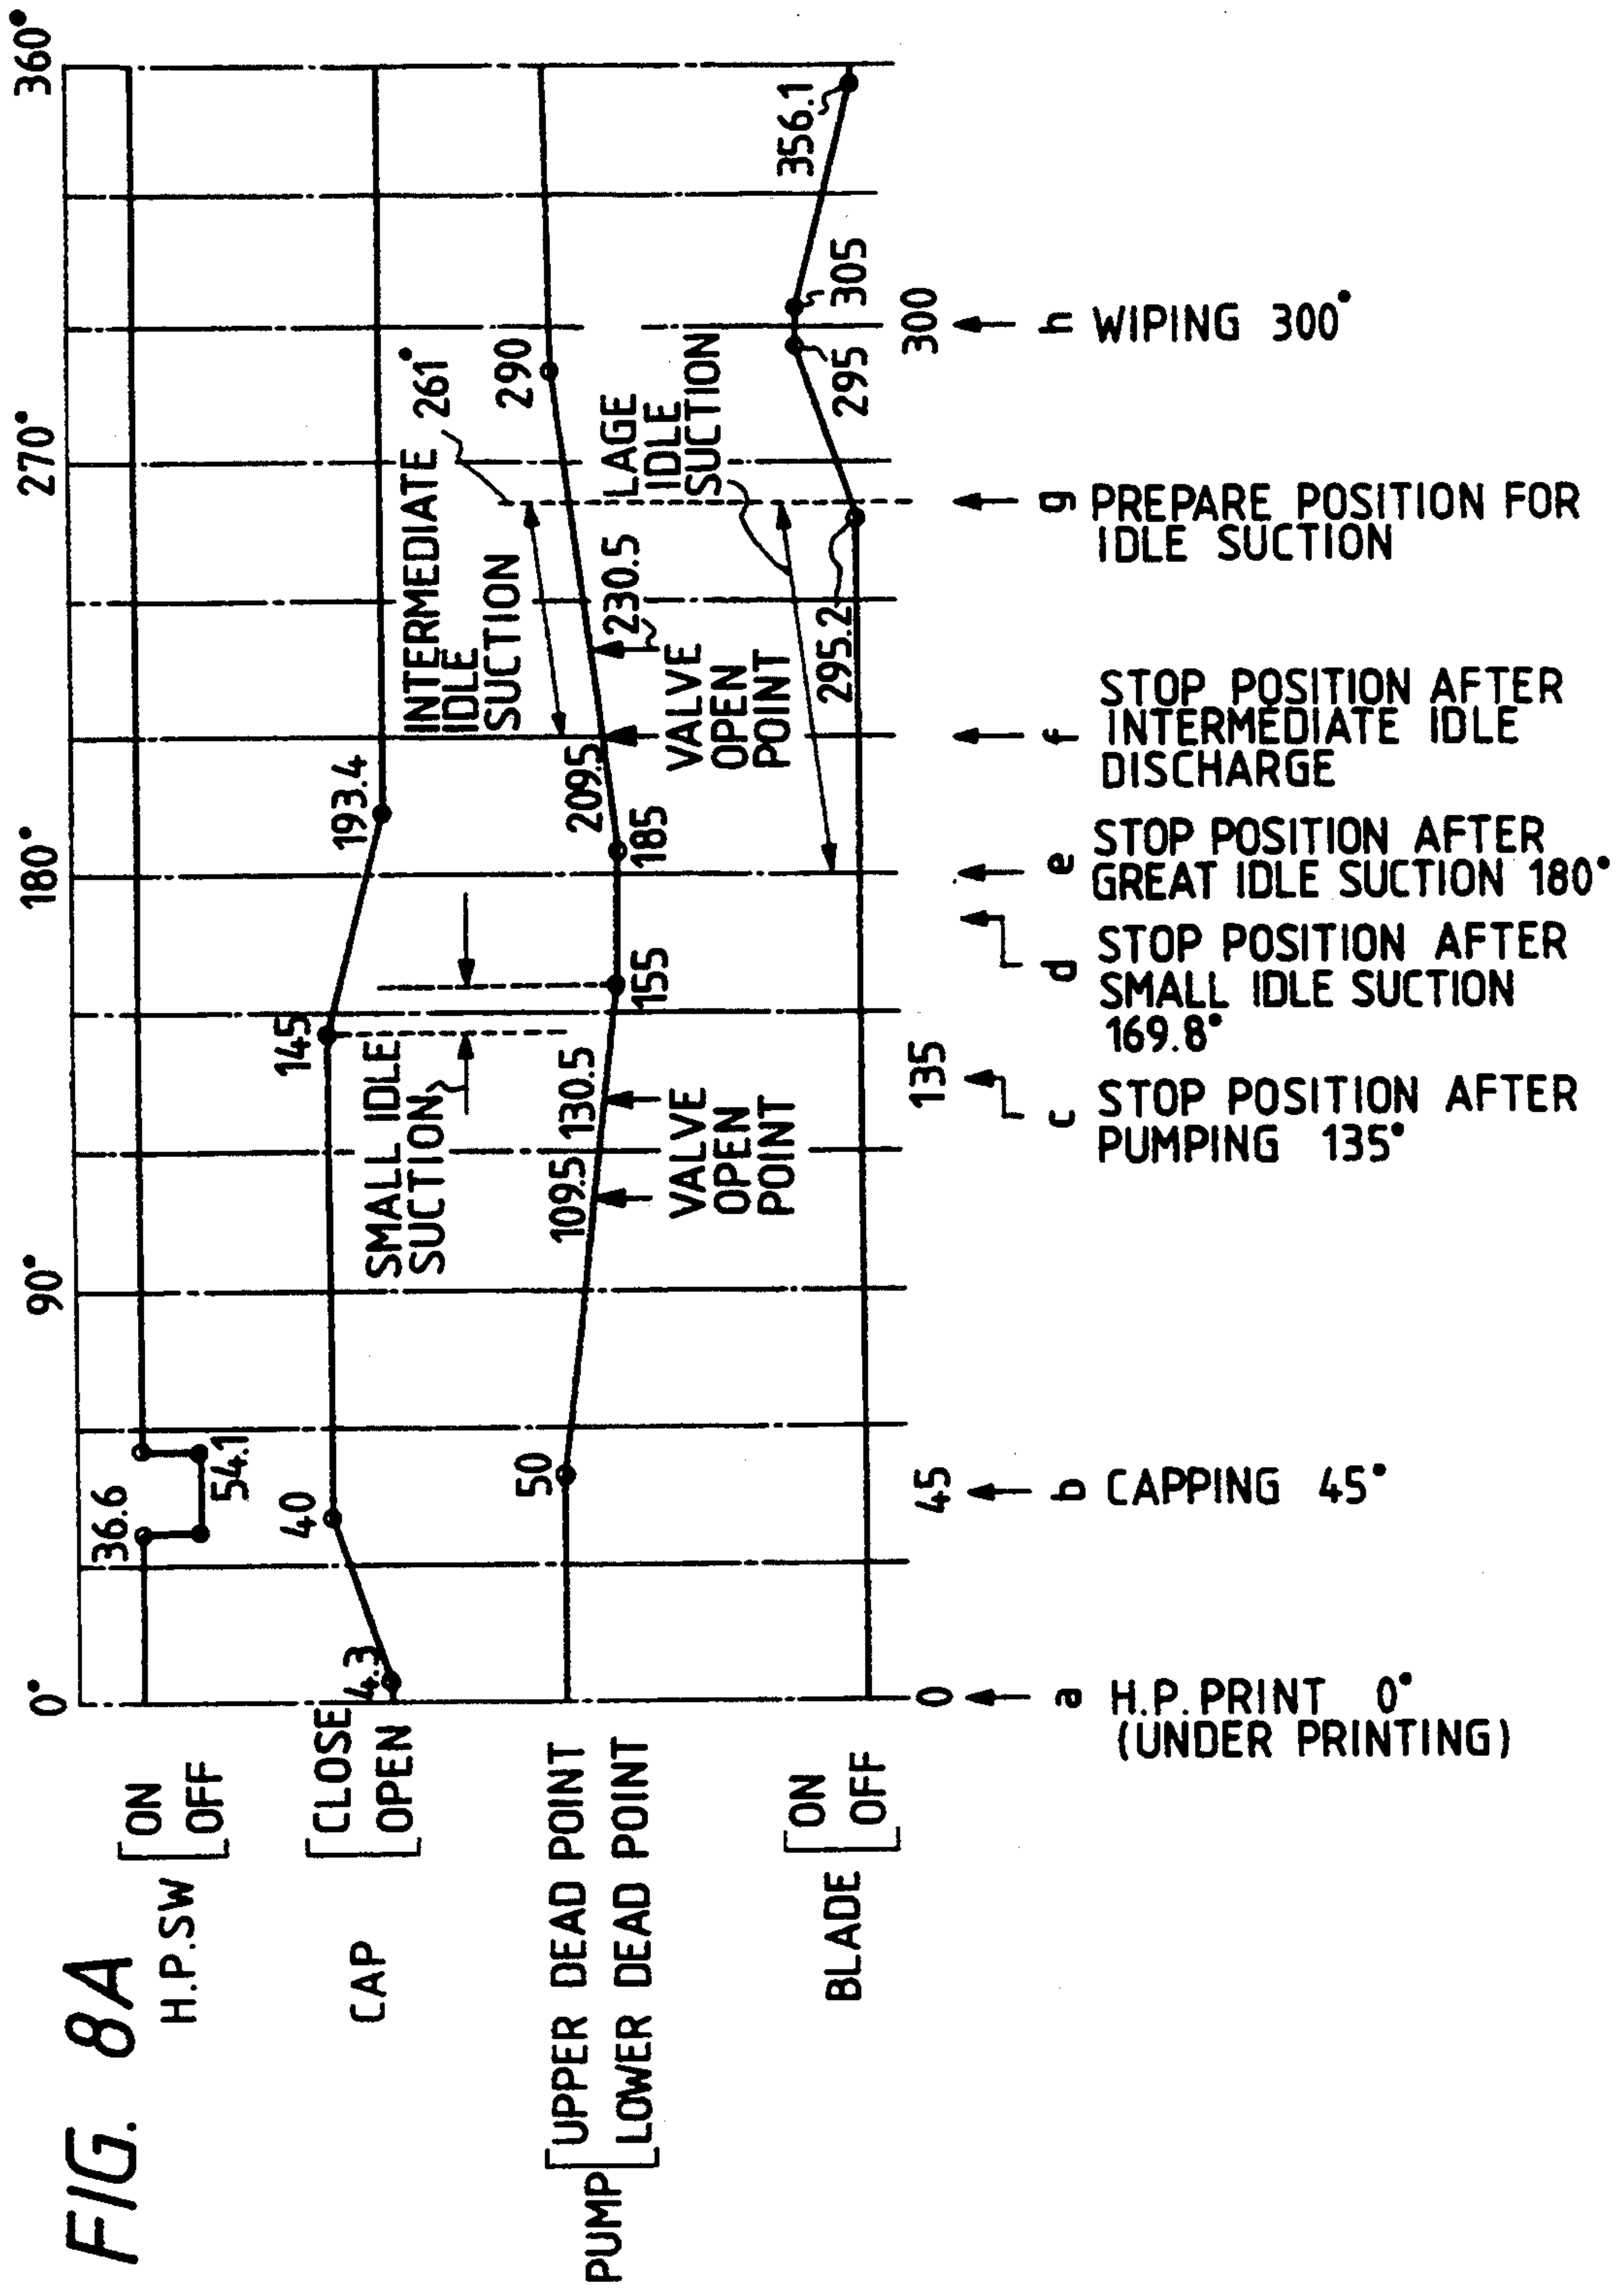 FIG. 8A
0°
90°
180°
270°
360°
H.P.SW
ON
OFF
36.6
54.1
CAP
CLOSE
OPEN
4.3
40
145
193.4
SMALL IDLE
SUCTION
INTERMEDIATE 261°
IDLE
SUCTION
PUMP
UPPER DEAD POINT
LOWER DEAD POINT
50
109.5
130.5
155
185
209.5
230.5
290
VALVE
OPEN
POINT
VALVE
OPEN
POINT
LAGE
IDLE
SUCTION
BLADE
ON
OFF
295.2
295
305
356.1
0
45
135
300
a
H.P. PRINT 0°
(UNDER PRINTING)
b
CAPPING 45°
c
STOP POSITION AFTER
PUMPING 135°
d
STOP POSITION AFTER
SMALL IDLE SUCTION
169.8°
e
STOP POSITION AFTER
GREAT IDLE SUCTION 180°
f
STOP POSITION AFTER
INTERMEDIATE IDLE
DISCHARGE
g
PREPARE POSITION FOR
IDLE SUCTION
h
WIPING 300°